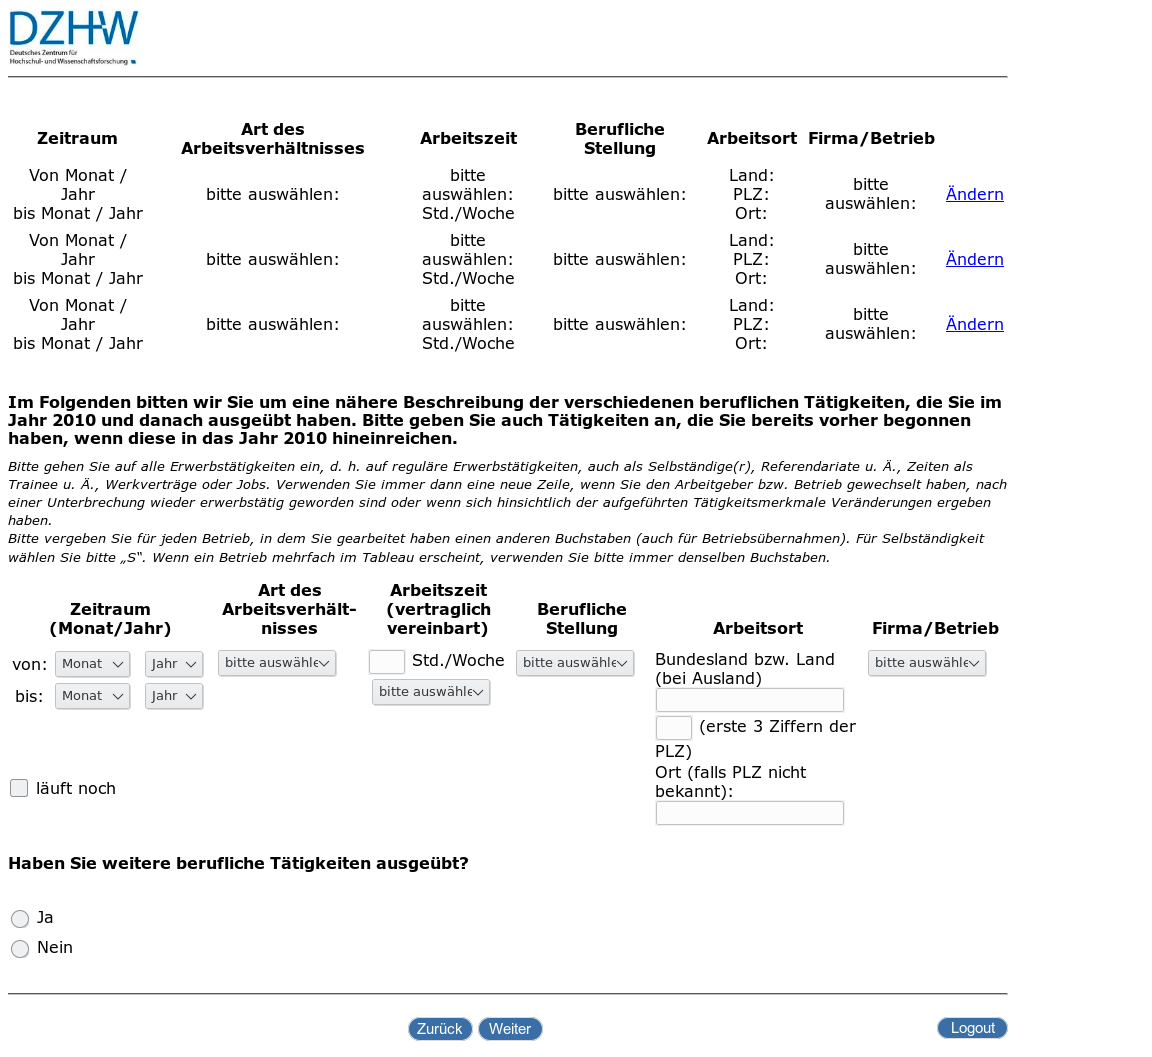 DZHW
Deutsches Zentrum für
Hochschul- und Wissenschaftsforschung
Zeitraum
Art des
Arbeitsverhältnisses
Arbeitszeit
Berufliche
Stellung
Arbeitsort
Firma/Betrieb
Von Monat /
Jahr
bis Monat / Jahr
bitte auswählen:
bitte
auswählen:
Std./Woche
bitte auswählen:
Land:
PLZ:
Ort:
bitte
auswählen:
Ändern
Von Monat /
Jahr
bis Monat / Jahr
bitte auswählen:
bitte
auswählen:
Std./Woche
bitte auswählen:
Land:
PLZ:
Ort:
bitte
auswählen:
Ändern
Von Monat /
Jahr
bis Monat / Jahr
bitte auswählen:
bitte
auswählen:
Std./Woche
bitte auswählen:
Land:
PLZ:
Ort:
bitte
auswählen:
Ändern
Im Folgenden bitten wir Sie um eine nähere Beschreibung der verschiedenen beruflichen Tätigkeiten, die Sie im
Jahr 2010 und danach ausgeübt haben. Bitte geben Sie auch Tätigkeiten an, die Sie bereits vorher begonnen
haben, wenn diese in das Jahr 2010 hineinreichen.
Bitte gehen Sie auf alle Erwerbstätigkeiten ein, d. h. auf reguläre Erwerbstätigkeiten, auch als Selbständige(r), Referendariate u. Ä., Zeiten als
Trainee u. Ä., Werkverträge oder Jobs. Verwenden Sie immer dann eine neue Zeile, wenn Sie den Arbeitgeber bzw. Betrieb gewechselt haben, nach
einer Unterbrechung wieder erwerbstätig geworden sind oder wenn sich hinsichtlich der aufgeführten Tätigkeitsmerkmale Veränderungen ergeben
haben.
Bitte vergeben Sie für jeden Betrieb, in dem Sie gearbeitet haben einen anderen Buchstaben (auch für Betriebsübernahmen). Für Selbständigkeit
wählen Sie bitte „S“. Wenn ein Betrieb mehrfach im Tableau erscheint, verwenden Sie bitte immer denselben Buchstaben.
Zeitraum
(Monat/Jahr)
Art des
Arbeitsverhält-
nisses
Arbeitszeit
(vertraglich
vereinbart)
Berufliche
Stellung
Arbeitsort
Firma/Betrieb
von: Monat Jahr
bis: Monat Jahr
läuft noch
bitte auswähle
Std./Woche
bitte auswähle
bitte auswähle
Bundesland bzw. Land
(bei Ausland)
(erste 3 Ziffern der
PLZ)
Ort (falls PLZ nicht
bekannt):
bitte auswähle
Haben Sie weitere berufliche Tätigkeiten ausgeübt?
Ja
Nein
Zurück Weiter Logout